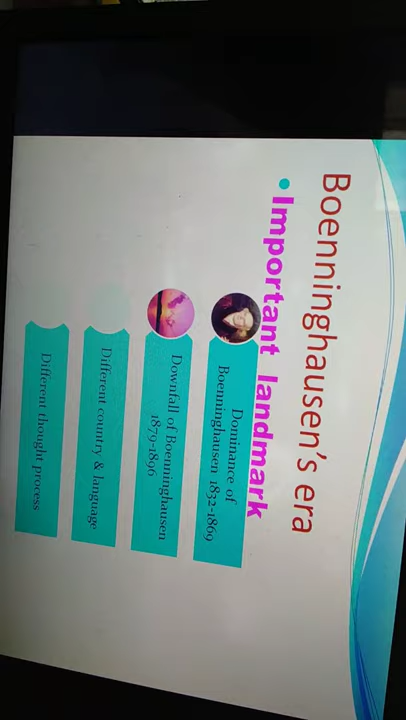 Boenninghausen's era
• Important landmark
Dominance of
Boenninghausen 1832-1869
Downfall of Boenninghausen
1879-1896
Different country & language
Different thought process